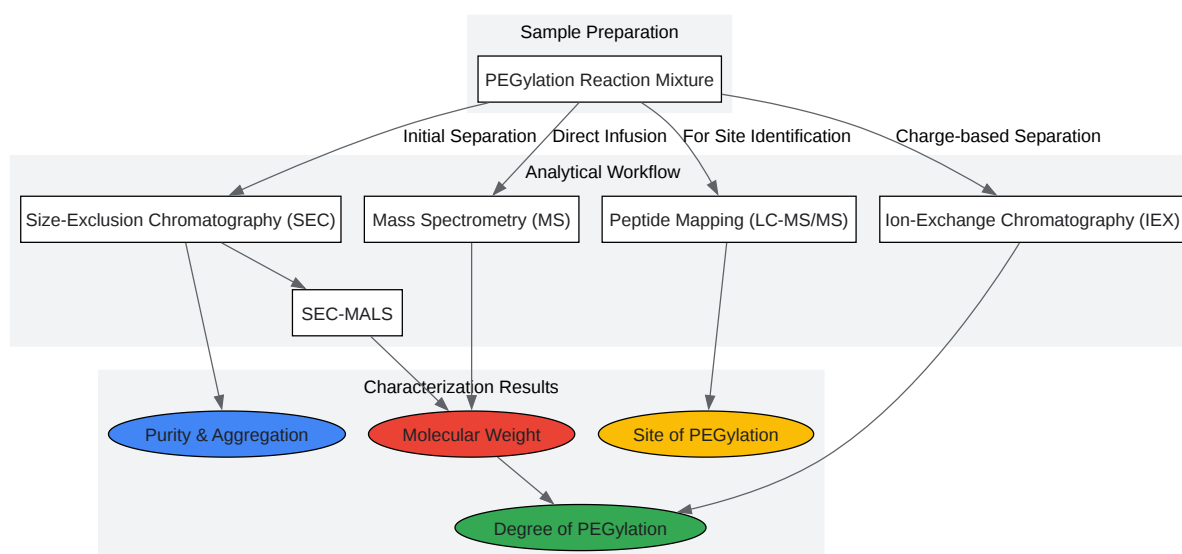 Sample Preparation
PEGylation Reaction Mixture
Initial Separation
Direct Infusion
For Site Identification
Charge-based Separation
Analytical Workflow
Size-Exclusion Chromatography (SEC)
Mass Spectrometry (MS)
Peptide Mapping (LC-MS/MS)
Ion-Exchange Chromatography (IEX)
SEC-MALS
Characterization Results
Purity & Aggregation
Molecular Weight
Site of PEGylation
Degree of PEGylation